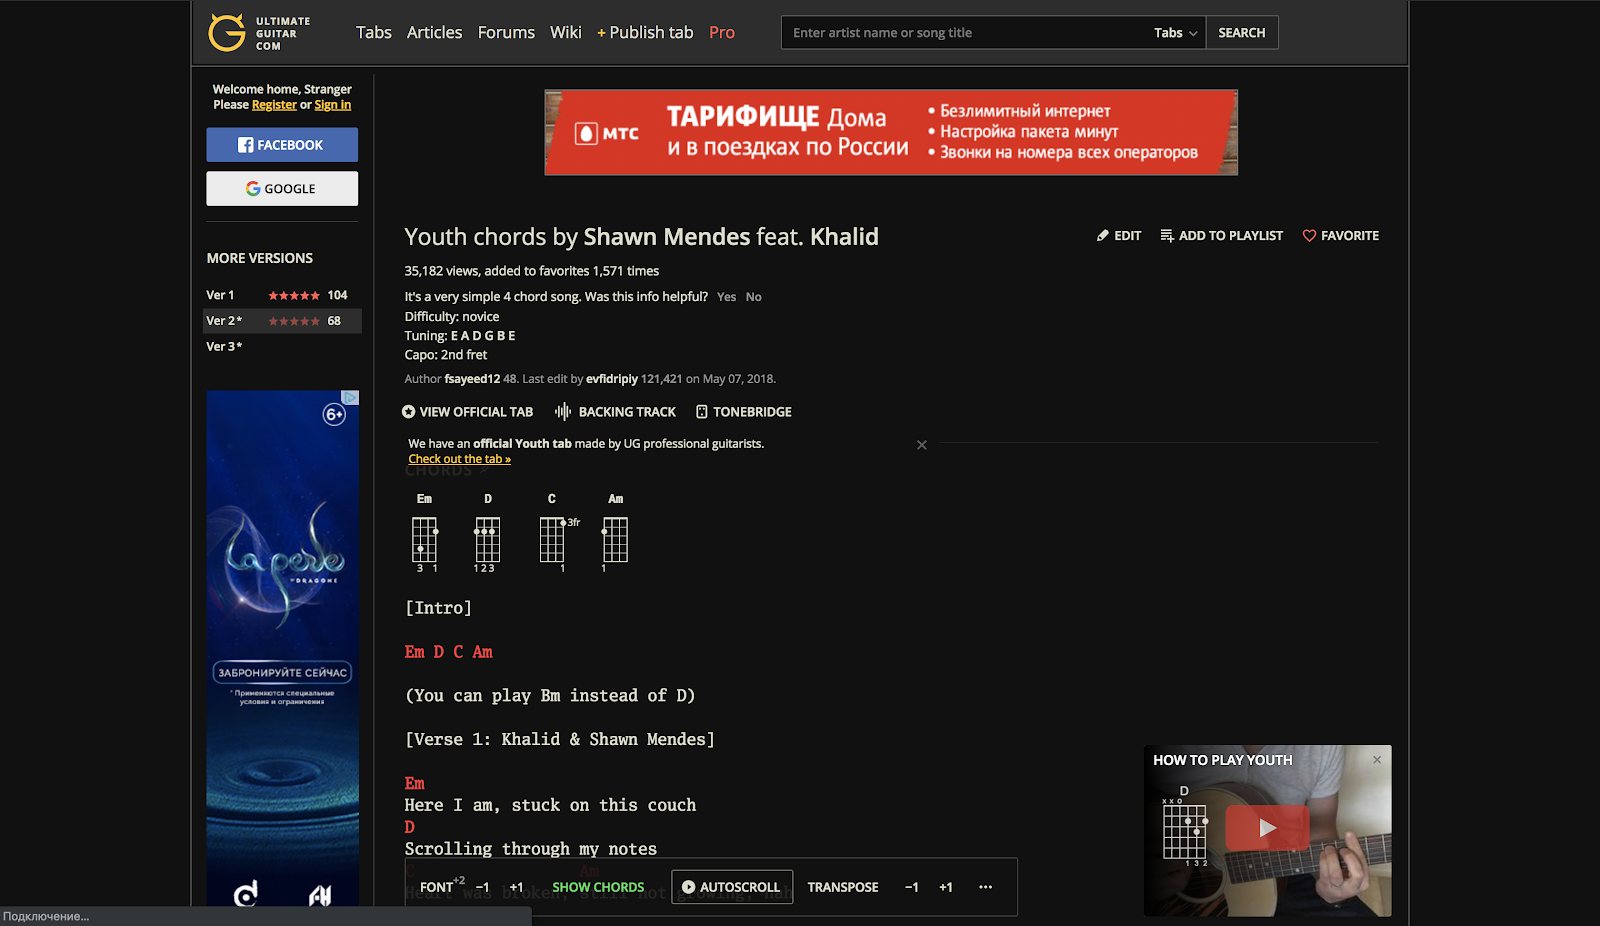 ULTIMATE
GUITAR
COM
Tabs Articles Forums Wiki + Publish tab Pro
Enter artist name or song title Tabs SEARCH
Welcome home, Stranger
Please Register or Sign in
FACEBOOK
GOOGLE
МТС
ТАРИФИЩЕ Дома
и в поездках по России
• Безлимитный интернет
• Настройка пакета минут
• Звонки на номера всех операторов
MORE VERSIONS
Ver 1 104
Ver 2 * 68
Ver 3 *
6+
La perle
BY DRAGONE
ЗАБРОНИРУЙТЕ СЕЙЧАС
* Применяются специальные
условия и ограничения
Youth chords by Shawn Mendes feat. Khalid
EDIT ADD TO PLAYLIST FAVORITE
35,182 views, added to favorites 1,571 times
It's a very simple 4 chord song. Was this info helpful? Yes No
Difficulty: novice
Tuning: E A D G B E
Capo: 2nd fret
Author fsayeed12 48. Last edit by evfidripiy 121,421 on May 07, 2018.
VIEW OFFICIAL TAB BACKING TRACK TONEBRIDGE
We have an official Youth tab made by UG professional guitarists.
Check out the tab »
CHORDS
Em D C Am
3fr
3 1 1 2 3 1 1
[Intro]
Em D C Am
(You can play Bm instead of D)
[Verse 1: Khalid & Shawn Mendes]
Em
Here I am, stuck on this couch
D
Scrolling through my notes
C Am
Heart was broken, still not growing, nah
FONT +2 −1 +1 SHOW CHORDS AUTOSCROLL TRANSPOSE −1 +1 ···
HOW TO PLAY YOUTH
D
x x o
1 3 2
Подключение...